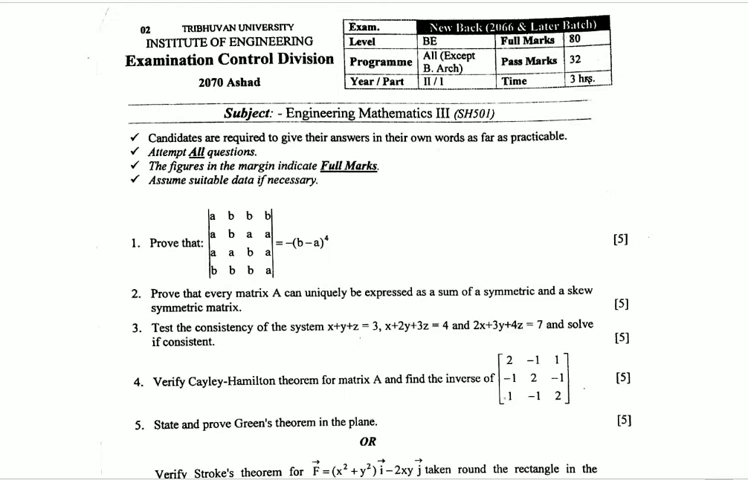 02 TRIBHUVAN UNIVERSITY
INSTITUTE OF ENGINEERING
Examination Control Division
2070 Ashad
Exam. New Back (2066 & Later Batch)
Level BE Full Marks 80
Programme All (Except B. Arch) Pass Marks 32
Year / Part II / I Time 3 hrs.
Subject: - Engineering Mathematics III (SH501)
✓ Candidates are required to give their answers in their own words as far as practicable.
✓ Attempt All questions.
✓ The figures in the margin indicate Full Marks.
✓ Assume suitable data if necessary.
1. Prove that: |a b b b; a b a a; a a b a; b b b a| = -(b-a)⁴ [5]
2. Prove that every matrix A can uniquely be expressed as a sum of a symmetric and a skew
symmetric matrix. [5]
3. Test the consistency of the system x+y+z = 3, x+2y+3z = 4 and 2x+3y+4z = 7 and solve
if consistent. [5]
4. Verify Cayley-Hamilton theorem for matrix A and find the inverse of [2 -1 1; -1 2 -1; 1 -1 2] [5]
5. State and prove Green's theorem in the plane. [5]
OR
Verify Stroke's theorem for F⃗ = (x² + y²) i⃗ - 2xy j⃗ taken round the rectangle in the